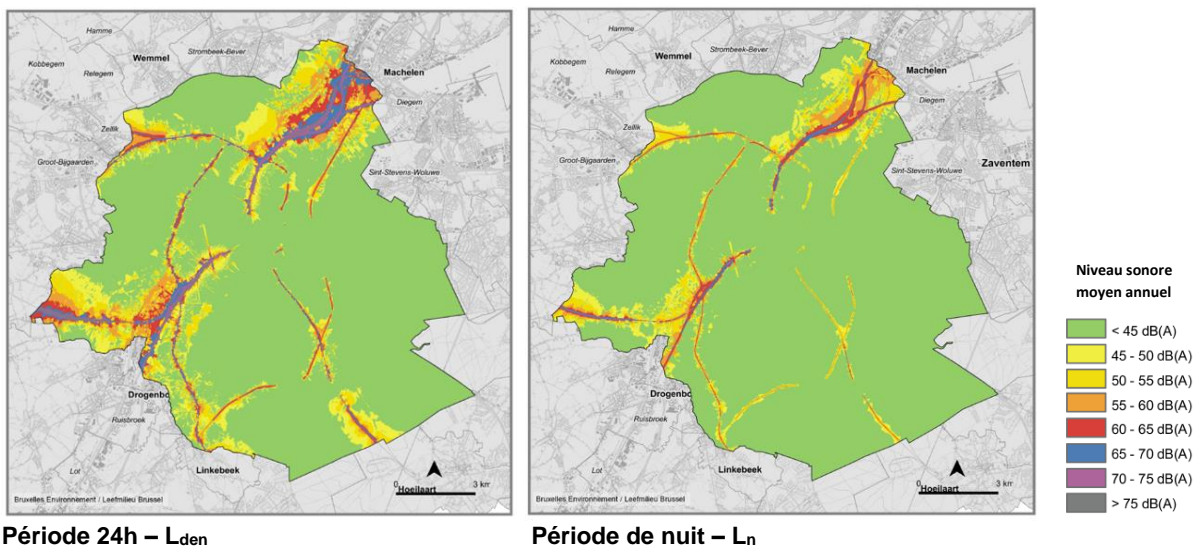 Hamme
Strombeek-Bever
Wemmel
Kobbegem
Relegem
Machelen
Diegem
Zellik
Groot-Bijgaarden
Sint-Stevens-Woluwe
Drogenbo
Ruisbroek
Lot
Linkebeek
0 3 km
Hoeilaart
Bruxelles Environnement / Leefmilieu Brussel
Période 24h – Lden
Hamme
Strombeek-Bever
Wemmel
Kobbegem
Relegem
Machelen
Diegem
Zellik
Groot-Bijgaarden
Zaventem
Sint-Stevens-Woluwe
Drogenbo
Ruisbroek
Lot
Linkebeek
0 3 km
Hoeilaart
Bruxelles Environnement / Leefmilieu Brussel
Période de nuit – Ln
Niveau sonore
moyen annuel
< 45 dB(A)
45 - 50 dB(A)
50 - 55 dB(A)
55 - 60 dB(A)
60 - 65 dB(A)
65 - 70 dB(A)
70 - 75 dB(A)
> 75 dB(A)